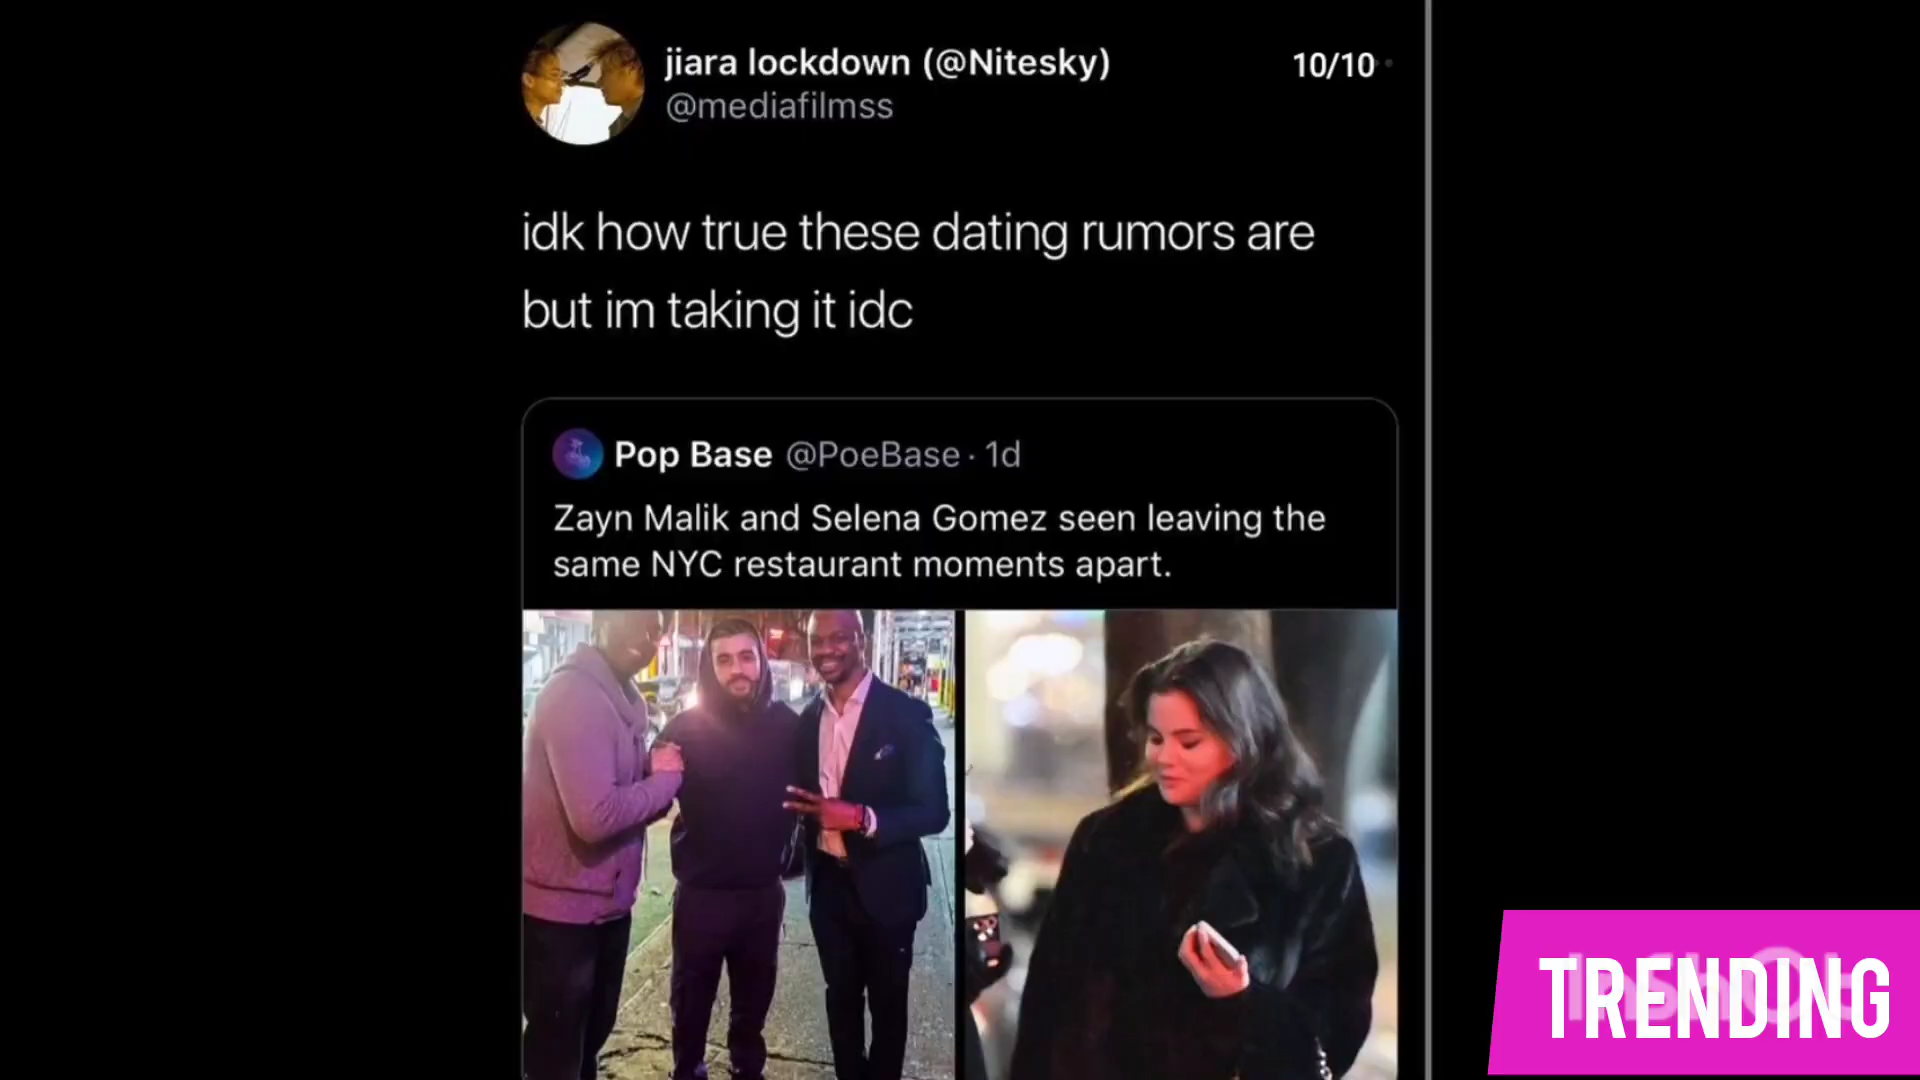 jiara lockdown (@Nitesky)
10/10
@mediafilmss
idk how true these dating rumors are
but im taking it idc
Pop Base @PoeBase · 1d
Zayn Malik and Selena Gomez seen leaving the
same NYC restaurant moments apart.
TRENDING